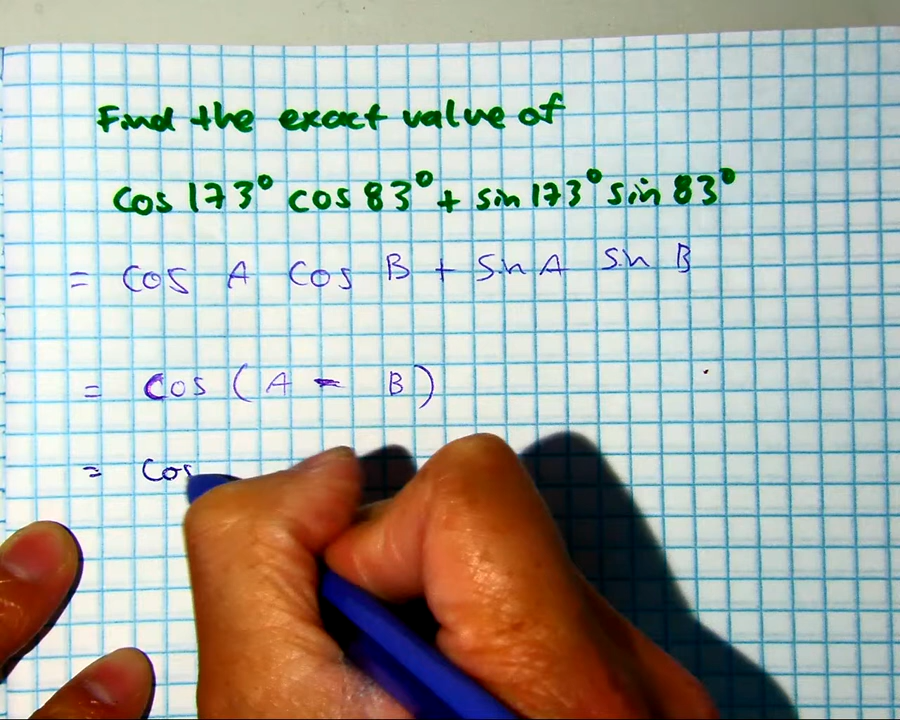 Find the exact value of
cos 173° cos 83° + sin 173° sin 83°
= cos A cos B + sin A sin B
= cos (A - B)
= cos